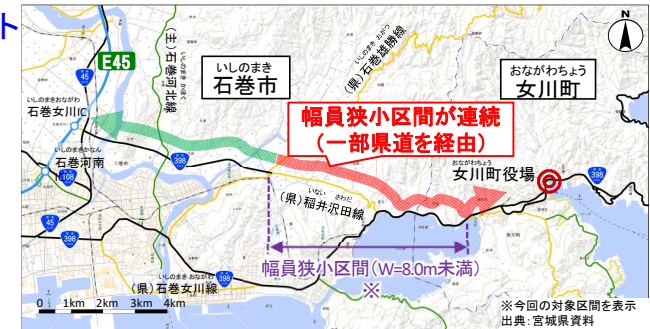 ト
N
E45
45
(主)石巻河北線
いしのまき かほく
(県)石巻雄勝線
いしのまき おがつ
いしのまき
石巻市
おながわちょう
女川町
いしのまきおながわ
石巻女川IC
いしのまきかなん
石巻河南
幅員狭小区間が連続
(一部県道を経由)
おながわちょう
女川町役場
398
398
108
いない さわだ
(県)稲井沢田線
45
398
398
幅員狭小区間(W=8.0m未満)
※
いしのまき おながわ
(県)石巻女川線
398
0 1km 2km 3km 4km
※今回の対象区間を表示
出典:宮城県資料